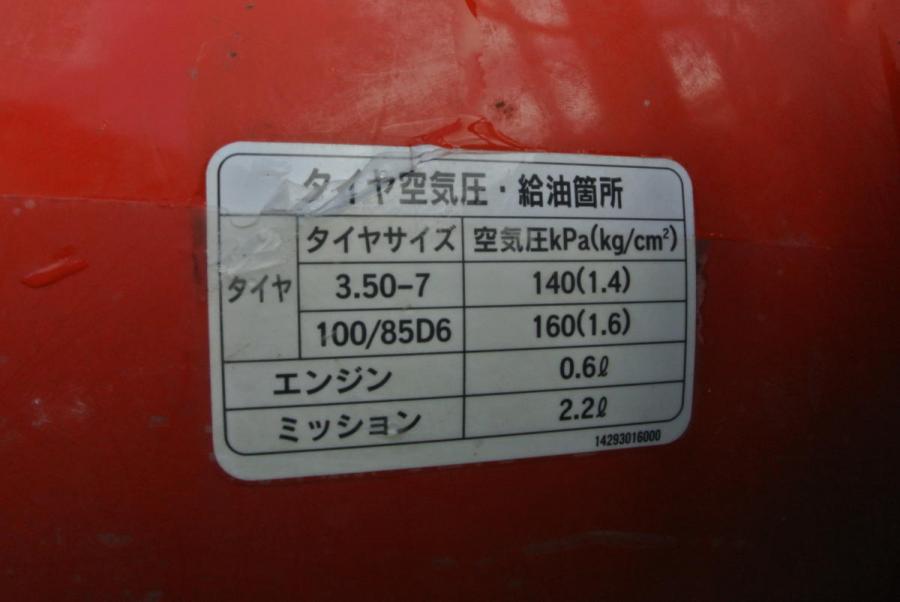 タイヤ空気圧・給油箇所
タイヤ タイヤサイズ 空気圧kPa(kg/cm²)
3.50−7 140(1.4)
100/85D6 160(1.6)
エンジン 0.6ℓ
ミッション 2.2ℓ
14293016000